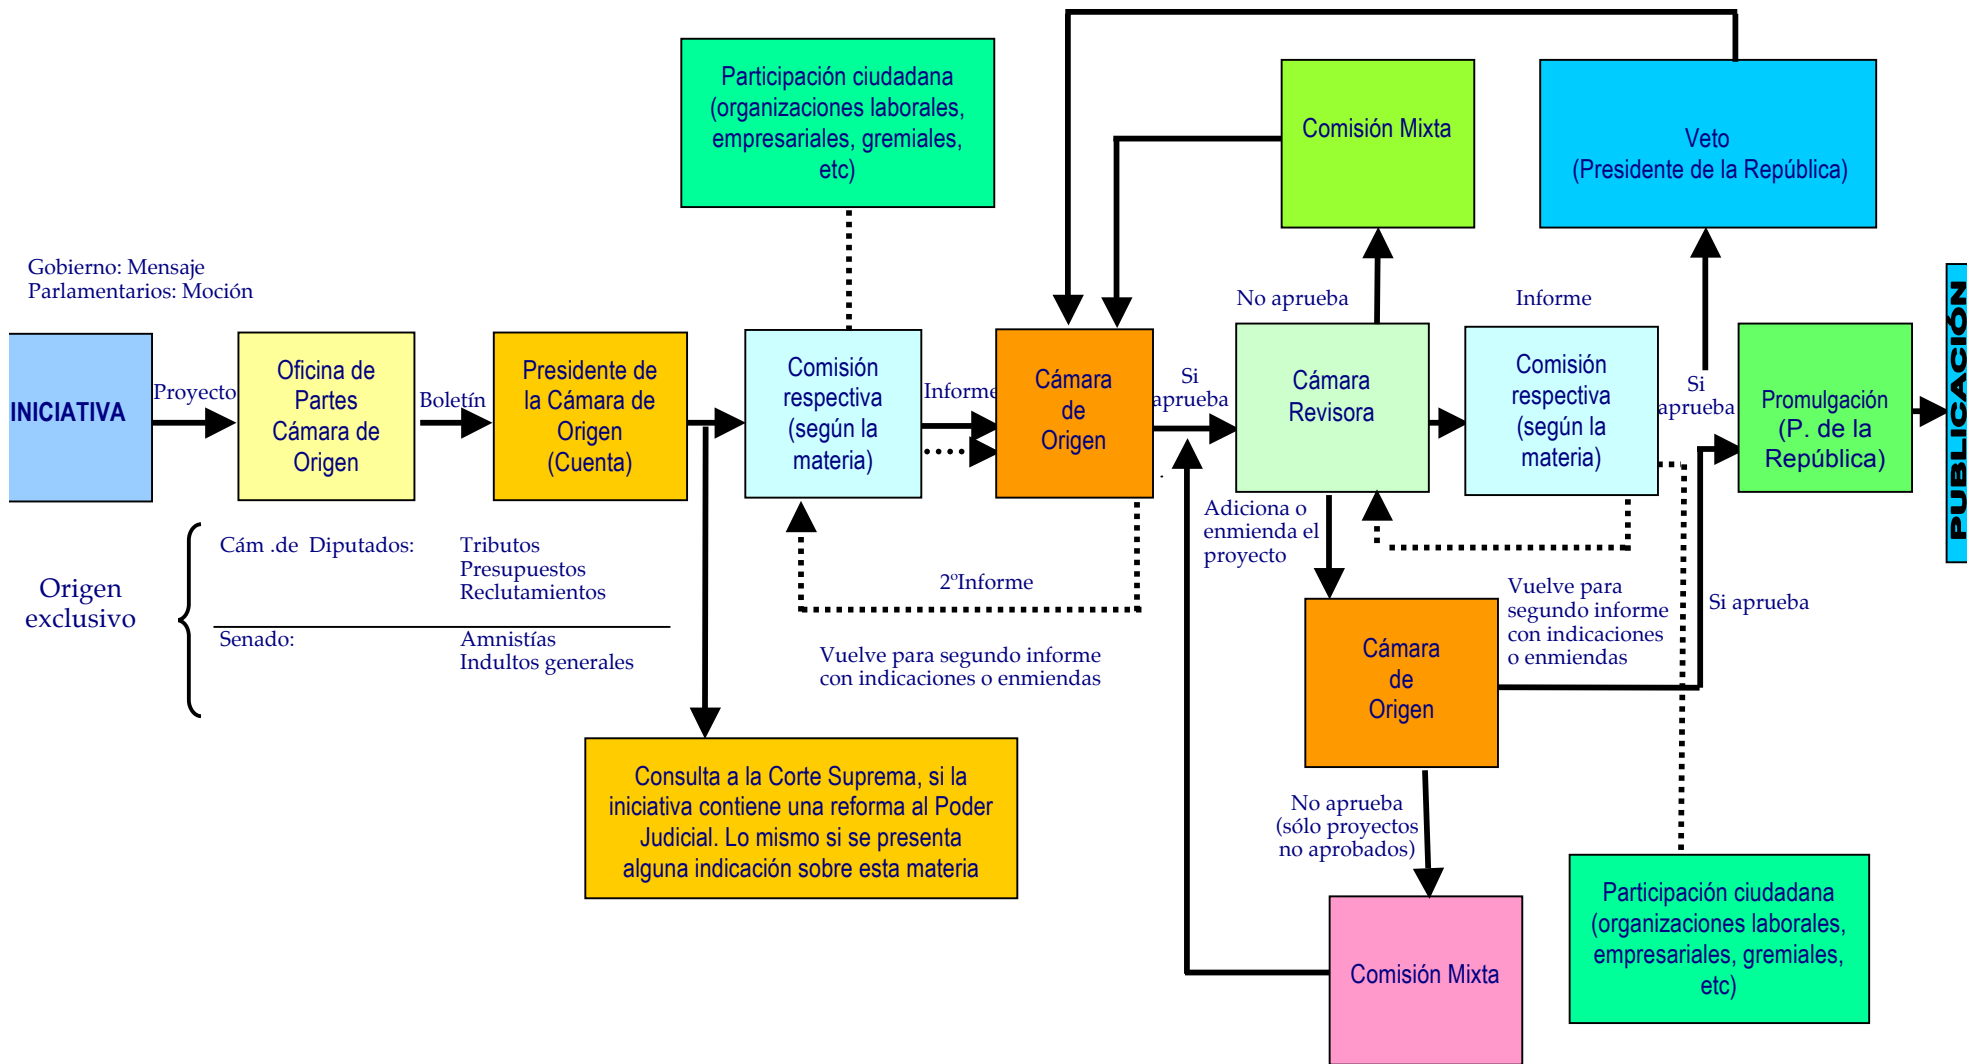 Participación ciudadana
(organizaciones laborales,
empresariales, gremiales,
etc)
Comisión Mixta
Veto
(Presidente de la República)
Gobierno: Mensaje
Parlamentarios: Moción
INICIATIVA
Proyecto
Oficina de
Partes
Cámara de
Origen
Boletín
Presidente de
la Cámara de
Origen
(Cuenta)
Comisión
respectiva
(según la
materia)
Informe
Cámara
de
Origen
Si
aprueba
.
No aprueba
Cámara
Revisora
Informe
Comisión
respectiva
(según la
materia)
Si
aprueba
Promulgación
(P. de la
República)
PUBLICACIÓN
Origen
exclusivo
Cám .de Diputados: Tributos
Presupuestos
Reclutamientos
Senado: Amnistías
Indultos generales
2ºInforme
Vuelve para segundo informe
con indicaciones o enmiendas
Adiciona o
enmienda el
proyecto
Cámara
de
Origen
Vuelve para
segundo informe
con indicaciones
o enmiendas
Si aprueba
Consulta a la Corte Suprema, si la
iniciativa contiene una reforma al Poder
Judicial. Lo mismo si se presenta
alguna indicación sobre esta materia
No aprueba
(sólo proyectos
no aprobados)
Comisión Mixta
Participación ciudadana
(organizaciones laborales,
empresariales, gremiales,
etc)